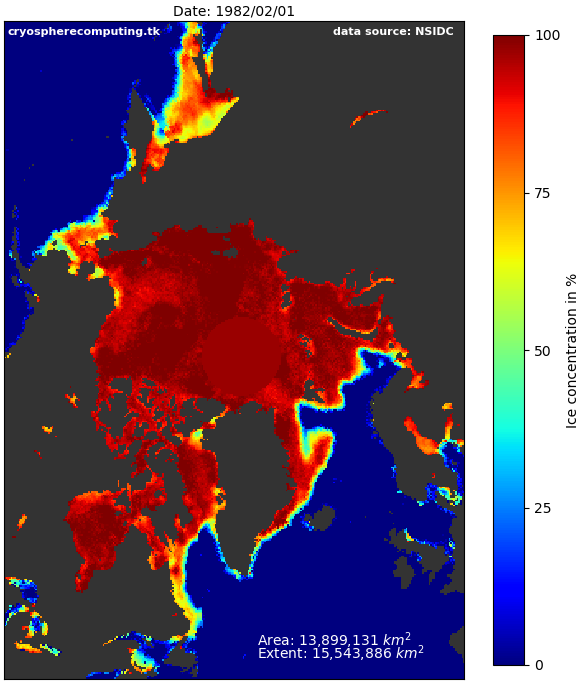 Date: 1982/02/01
cryospherecomputing.tk data source: NSIDC
100
75
50
25
0
Ice concentration in %
Area: 13,899,131 km²
Extent: 15,543,886 km²